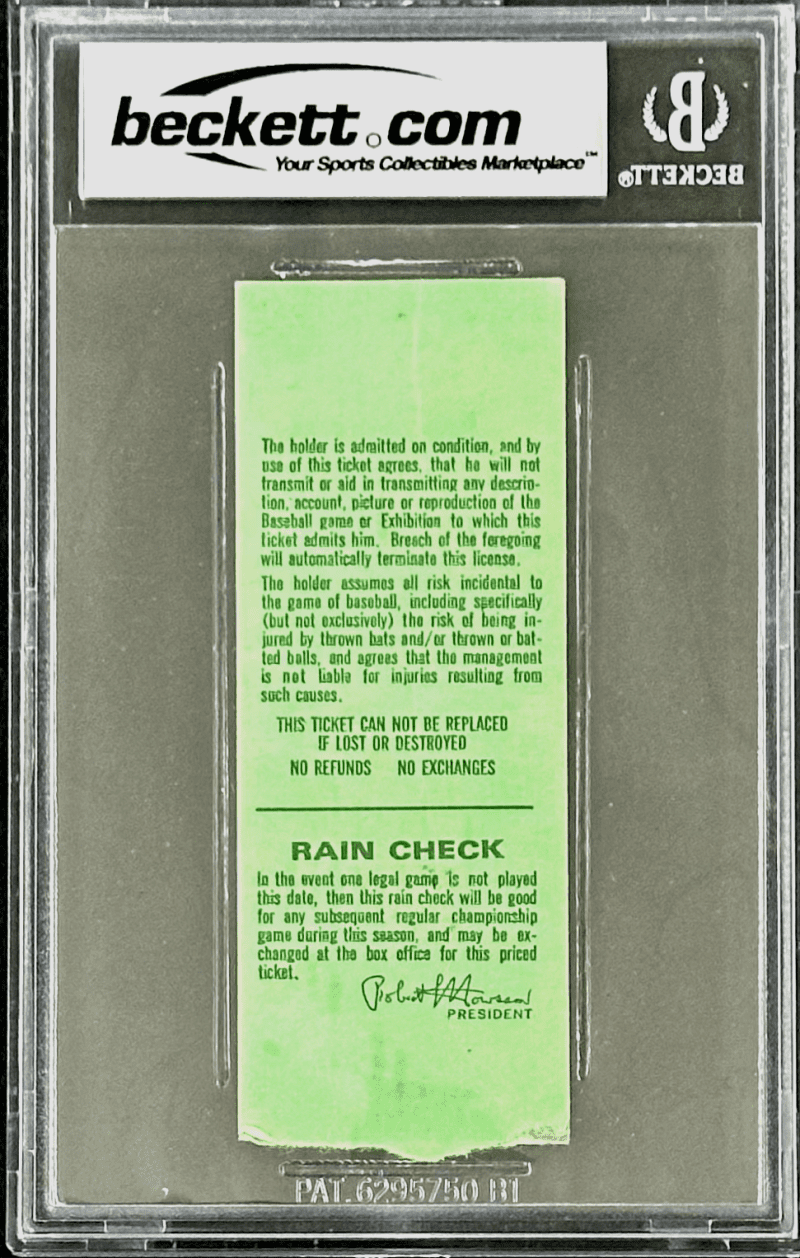 beckett.com
Your Sports Collectibles Marketplace™
B
BECKETT
The holder is admitted on condition, and by
use of this ticket agrees, that he will not
transmit or aid in transmitting any descrip-
tion, account, picture or reproduction of the
Baseball game or Exhibition to which this
ticket admits him. Breach of the foregoing
will automatically terminate this license.
The holder assumes all risk incidental to
the game of baseball, including specifically
(but not exclusively) the risk of being in-
jured by thrown bats and/or thrown or bat-
ted balls, and agrees that the management
is not liable for injuries resulting from
such causes.
THIS TICKET CAN NOT BE REPLACED
IF LOST OR DESTROYED
NO REFUNDS NO EXCHANGES
RAIN CHECK
In the event one legal game is not played
this date, then this rain check will be good
for any subsequent regular championship
game during this season, and may be ex-
changed at the box office for this priced
ticket.
Robert L Howsam
PRESIDENT
PAT.6295750 B1